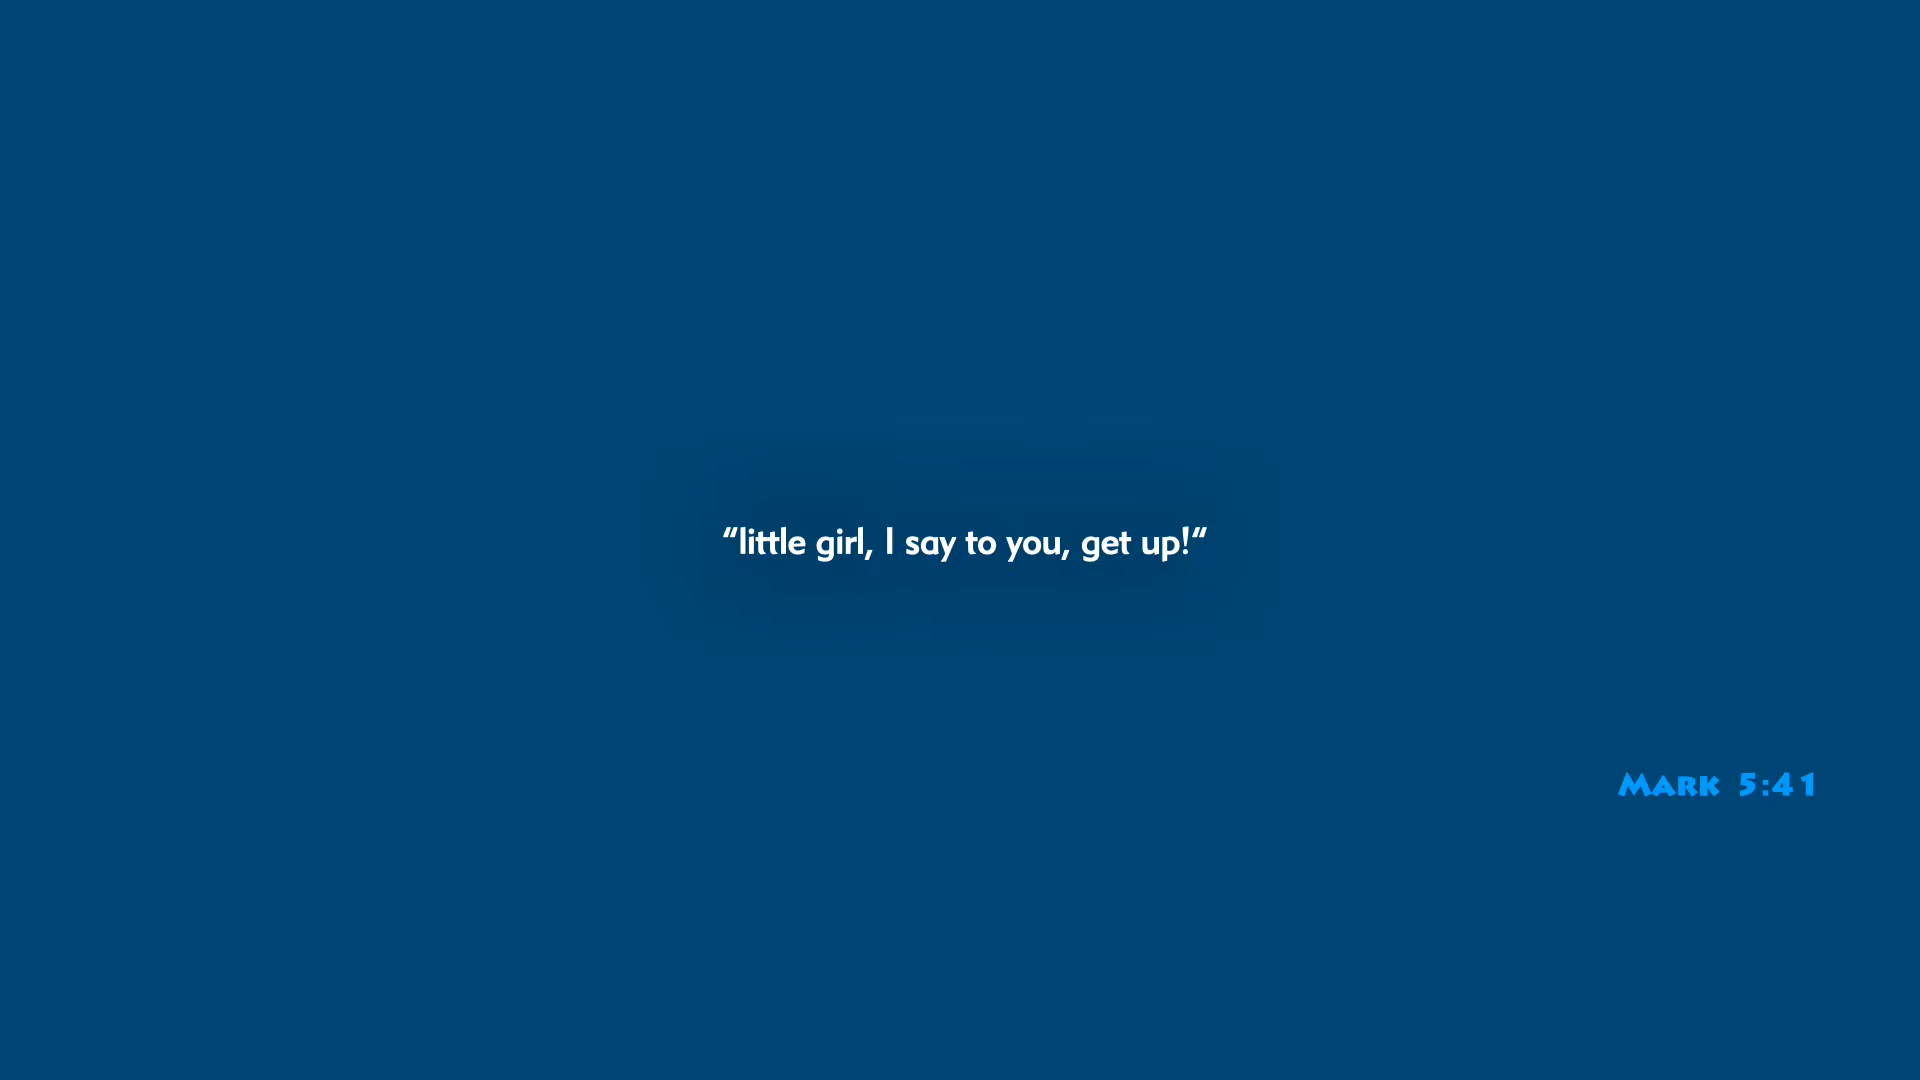 “little girl, I say to you, get up!“
Mark 5:41